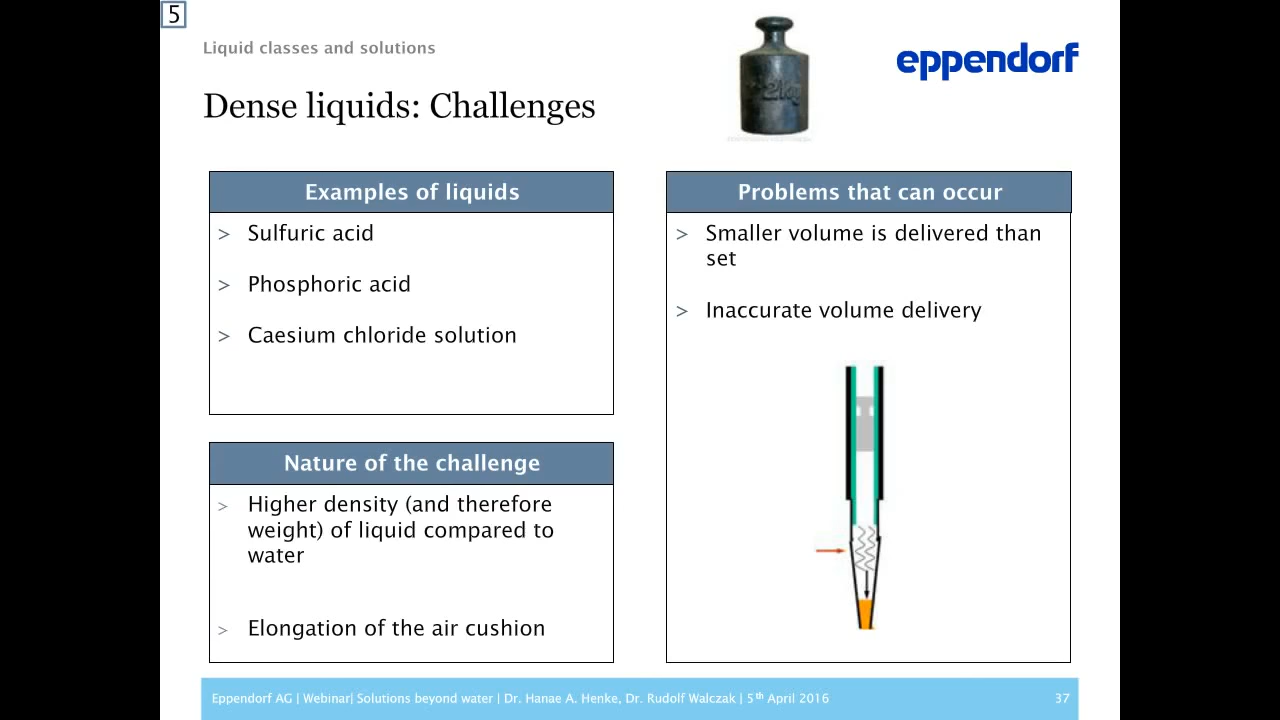 5
Liquid classes and solutions
eppendorf
Dense liquids: Challenges
2kg
Examples of liquids
> Sulfuric acid
> Phosphoric acid
> Caesium chloride solution
Nature of the challenge
> Higher density (and therefore
weight) of liquid compared to
water
> Elongation of the air cushion
Problems that can occur
> Smaller volume is delivered than
set
> Inaccurate volume delivery
Eppendorf AG | Webinar| Solutions beyond water | Dr. Hanae A. Henke, Dr. Rudolf Walczak | 5th April 2016
37